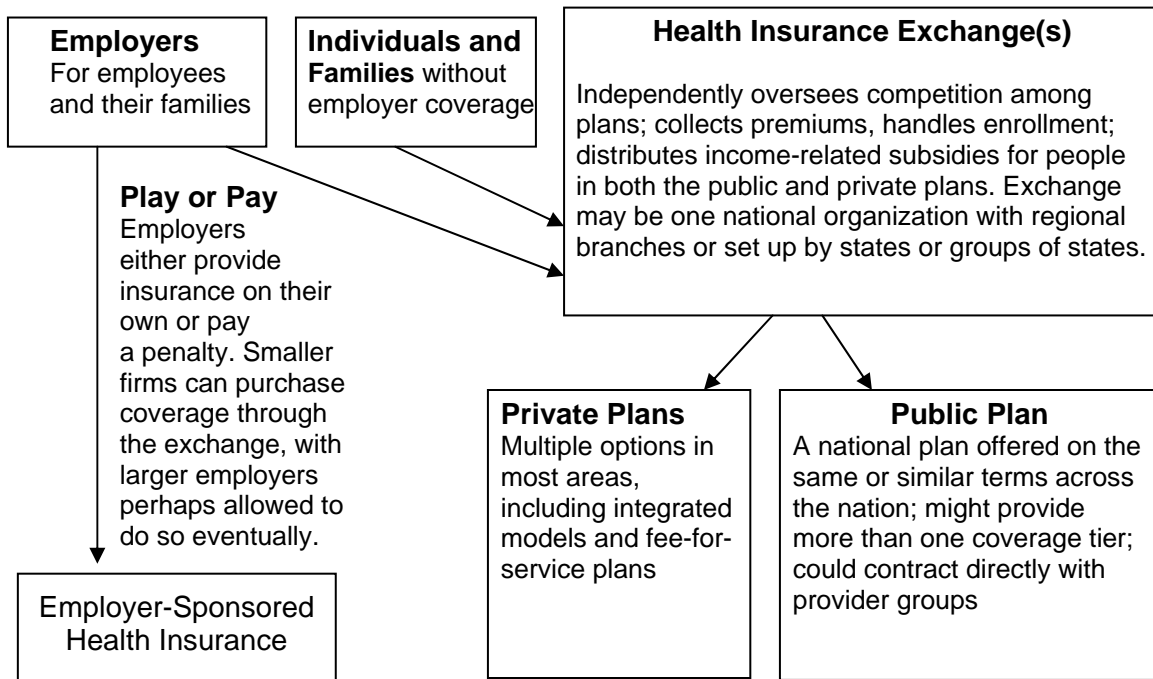 Employers
For employees
and their families
Individuals and
Families without
employer coverage
Health Insurance Exchange(s)
Independently oversees competition among
plans; collects premiums, handles enrollment;
distributes income-related subsidies for people
in both the public and private plans. Exchange
may be one national organization with regional
branches or set up by states or groups of states.
Play or Pay
Employers
either provide
insurance on their
own or pay
a penalty. Smaller
firms can purchase
coverage through
the exchange, with
larger employers
perhaps allowed to
do so eventually.
Private Plans
Multiple options in
most areas,
including integrated
models and fee-for-
service plans
Public Plan
A national plan offered on the
same or similar terms across
the nation; might provide
more than one coverage tier;
could contract directly with
provider groups
Employer-Sponsored
Health Insurance